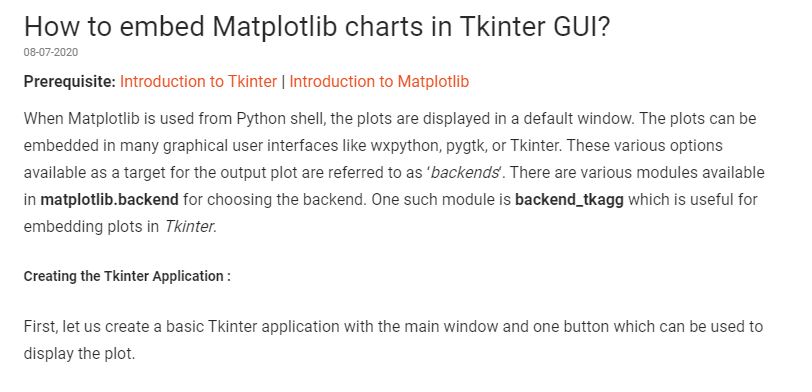 How to embed Matplotlib charts in Tkinter GUI?
08-07-2020
Prerequisite: Introduction to Tkinter | Introduction to Matplotlib
When Matplotlib is used from Python shell, the plots are displayed in a default window. The plots can be
embedded in many graphical user interfaces like wxpython, pygtk, or Tkinter. These various options
available as a target for the output plot are referred to as 'backends'. There are various modules available
in matplotlib.backend for choosing the backend. One such module is backend_tkagg which is useful for
embedding plots in Tkinter.
Creating the Tkinter Application :
First, let us create a basic Tkinter application with the main window and one button which can be used to
display the plot.